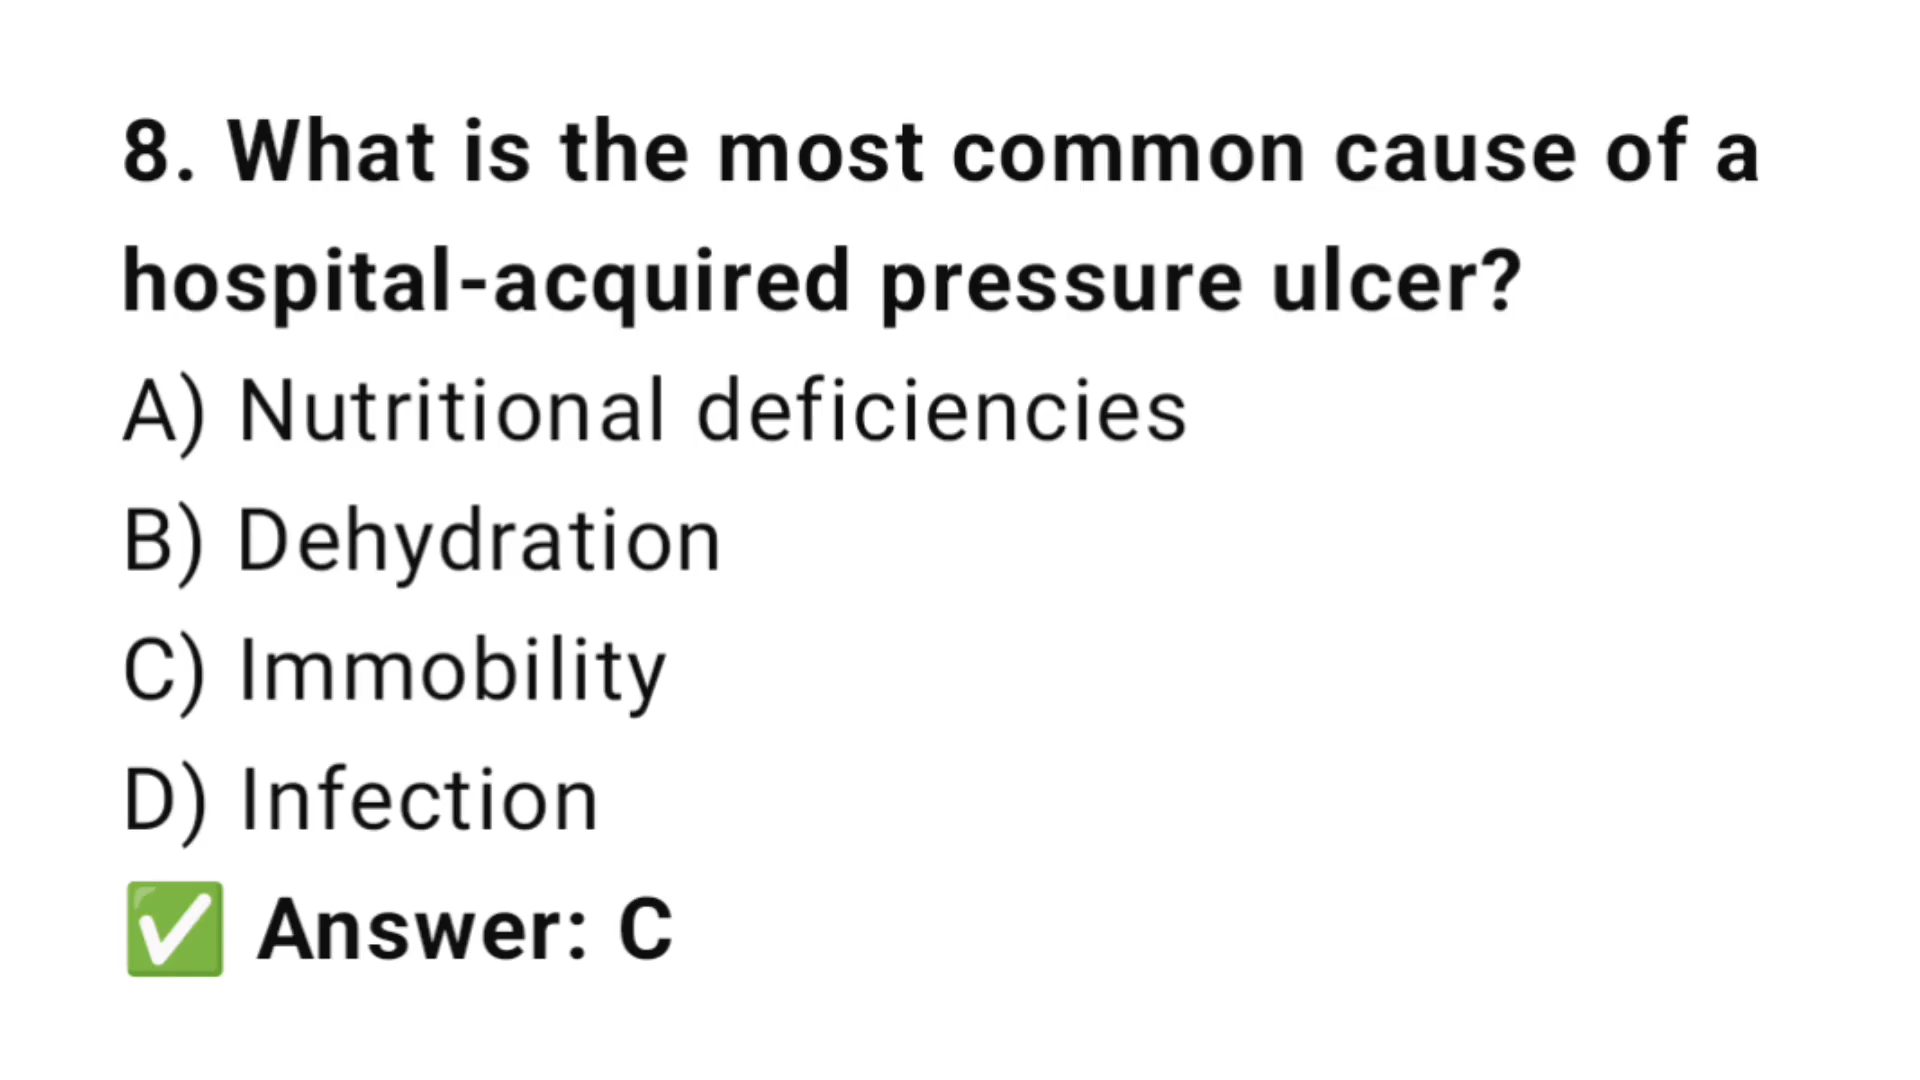 8. What is the most common cause of a
hospital-acquired pressure ulcer?
A) Nutritional deficiencies
B) Dehydration
C) Immobility
D) Infection
✅ Answer: C